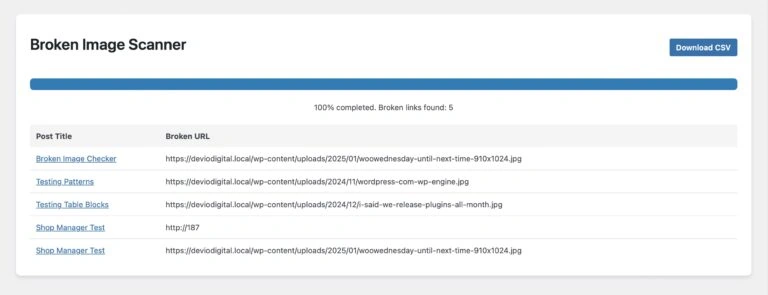 Broken Image Scanner
Download CSV
100% completed. Broken links found: 5
Post Title Broken URL
Broken Image Checker https://deviodigital.local/wp-content/uploads/2025/01/woowednesday-until-next-time-910x1024.jpg
Testing Patterns https://deviodigital.local/wp-content/uploads/2024/11/wordpress-com-wp-engine.jpg
Testing Table Blocks https://deviodigital.local/wp-content/uploads/2024/12/i-said-we-release-plugins-all-month.jpg
Shop Manager Test http://187
Shop Manager Test https://deviodigital.local/wp-content/uploads/2025/01/woowednesday-until-next-time-910x1024.jpg